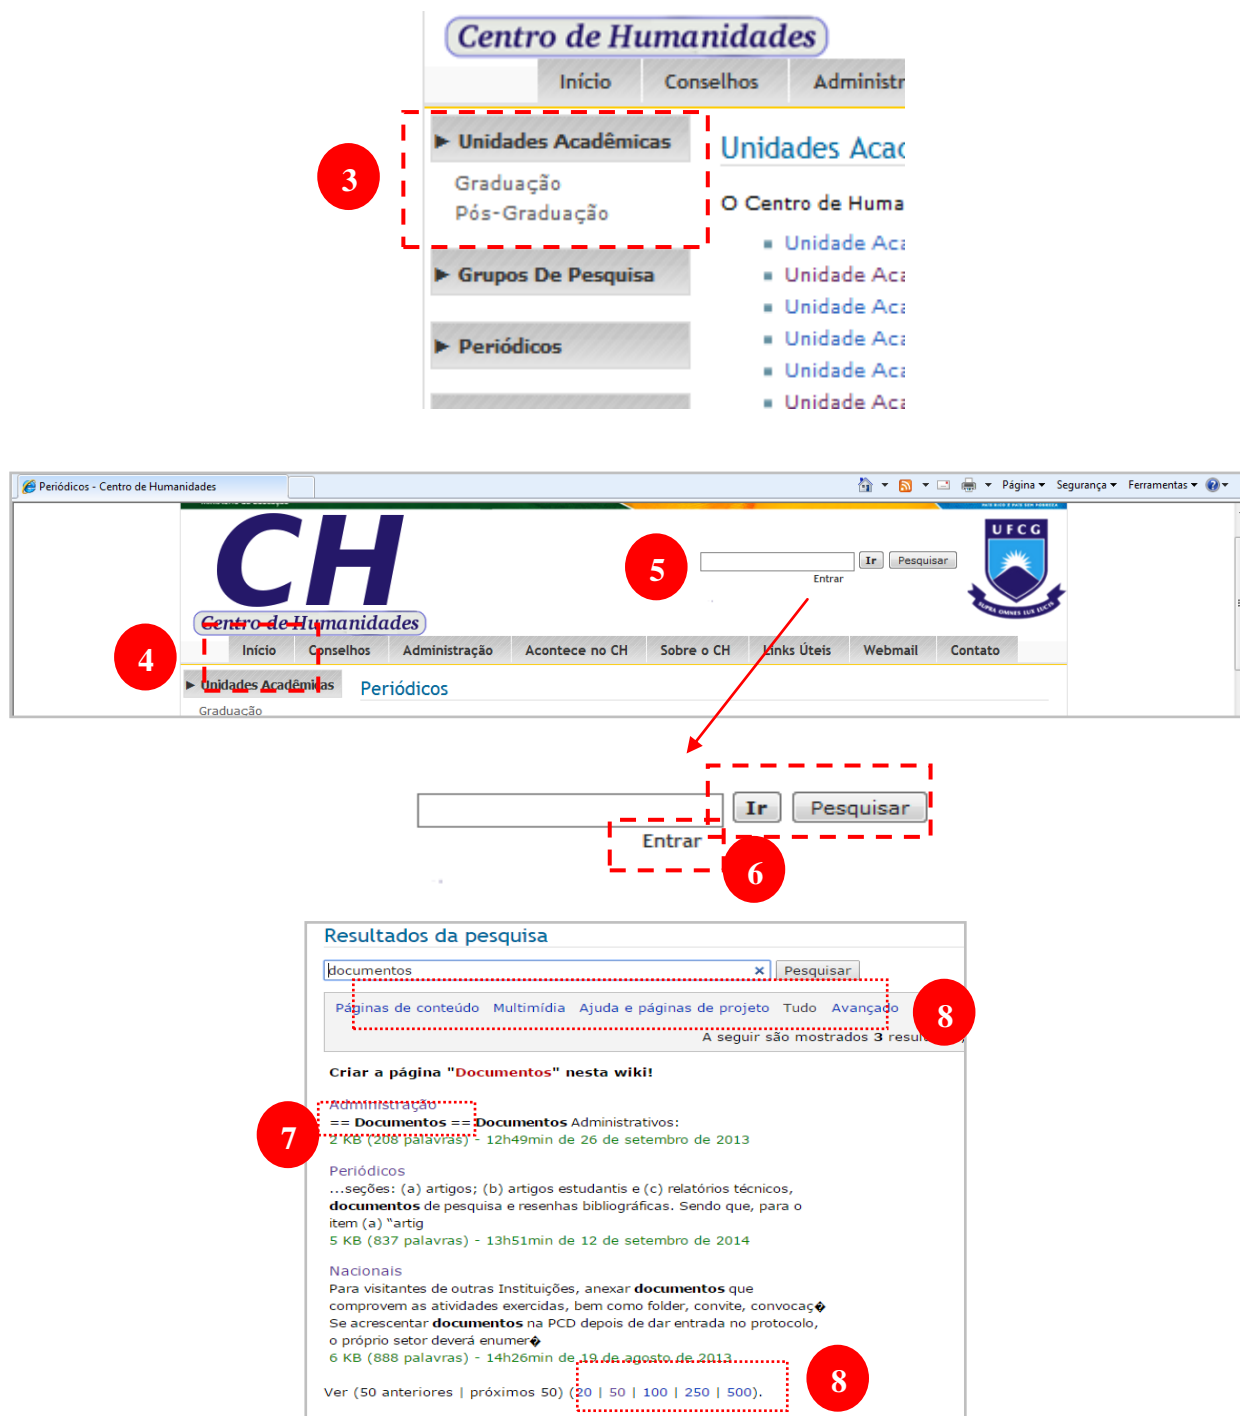 Centro de Humanidades
Início Conselhos Administr
Unidades Acadêmicas
Graduação
Pós-Graduação
Grupos De Pesquisa
Periódicos
3
Unidades Acad
O Centro de Huma
Unidade Aca
Unidade Aca
Unidade Aca
Unidade Aca
Unidade Aca
Unidade Aca
Periódicos - Centro de Humanidades
Página Segurança Ferramentas
CH
Centro de Humanidades
5
Ir Pesquisar
Entrar
UFCG
SUPRA OMNES LUX LUCIS
4
Início Conselhos Administração Acontece no CH Sobre o CH Links Úteis Webmail Contato
Unidades Acadêmicas
Graduação
Periódicos
Ir Pesquisar
Entrar
6
Resultados da pesquisa
documentos × Pesquisar
Páginas de conteúdo Multimídia Ajuda e páginas de projeto Tudo Avançado
8
A seguir são mostrados 3 resul
Criar a página "Documentos" nesta wiki!
Administração
== Documentos == Documentos Administrativos:
2 KB (208 palavras) - 12h49min de 26 de setembro de 2013
7
Periódicos
...seções: (a) artigos; (b) artigos estudantis e (c) relatórios técnicos,
documentos de pesquisa e resenhas bibliográficas. Sendo que, para o
item (a) "artig
5 KB (837 palavras) - 13h51min de 12 de setembro de 2014
Nacionais
Para visitantes de outras Instituições, anexar documentos que
comprovem as atividades exercidas, bem como folder, convite, convocaç�
Se acrescentar documentos na PCD depois de dar entrada no protocolo,
o próprio setor deverá enumer�
6 KB (888 palavras) - 14h26min de 19 de agosto de 2013
Ver (50 anteriores | próximos 50) (20 | 50 | 100 | 250 | 500).
8